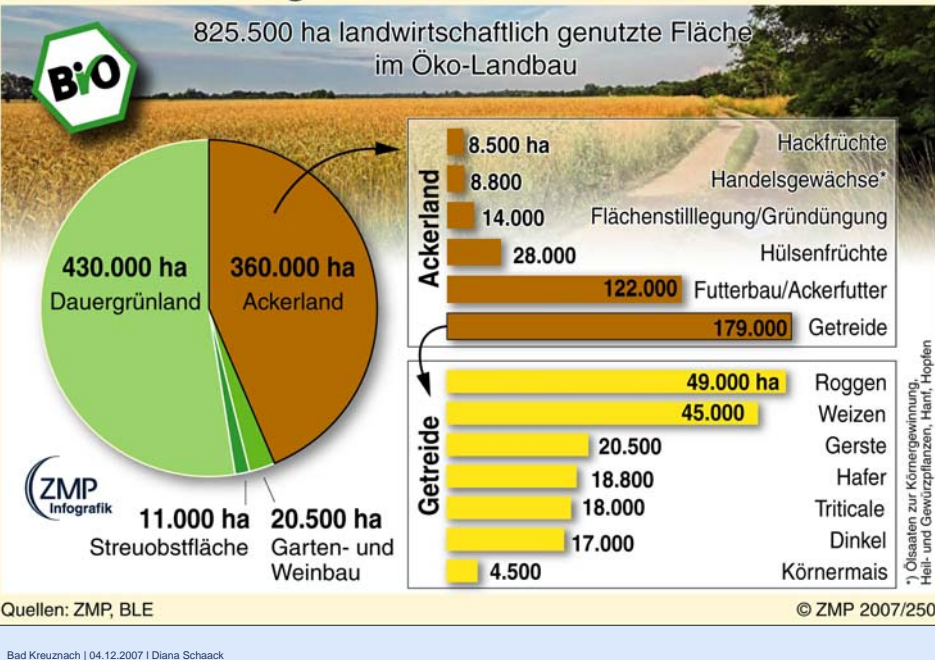 825.500 ha landwirtschaftlich genutzte Fläche
im Öko-Landbau
BiO
430.000 ha
Dauergrünland
360.000 ha
Ackerland
11.000 ha
Streuobstfläche
20.500 ha
Garten- und
Weinbau
ZMP
Infografik
Ackerland
8.500 ha Hackfrüchte
8.800 Handelsgewächse*
14.000 Flächenstilllegung/Gründüngung
28.000 Hülsenfrüchte
122.000 Futterbau/Ackerfutter
179.000 Getreide
Getreide
49.000 ha Roggen
45.000 Weizen
20.500 Gerste
18.800 Hafer
18.000 Triticale
17.000 Dinkel
4.500 Körnermais
*) Ölsaaten zur Körnergewinnung,
Heil- und Gewürzpflanzen, Hanf, Hopfen
Quellen: ZMP, BLE
© ZMP 2007/250
Bad Kreuznach | 04.12.2007 I Diana Schaack